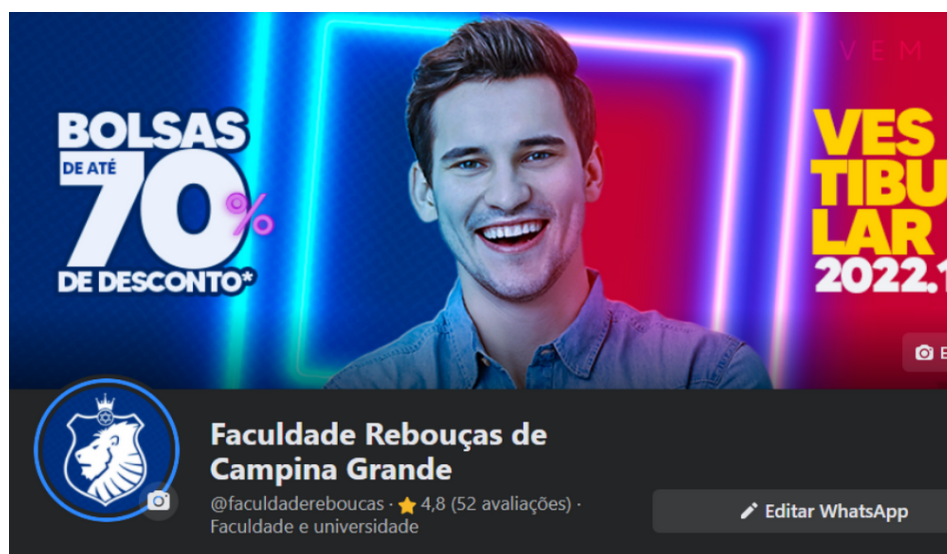 VEM
BOLSAS
DE ATÉ
70%
DE DESCONTO*
VES
TIBU
LAR
2022.1
E
Faculdade Rebouças de
Campina Grande
@faculdadereboucas · 4,8 (52 avaliações) ·
Faculdade e universidade
Editar WhatsApp